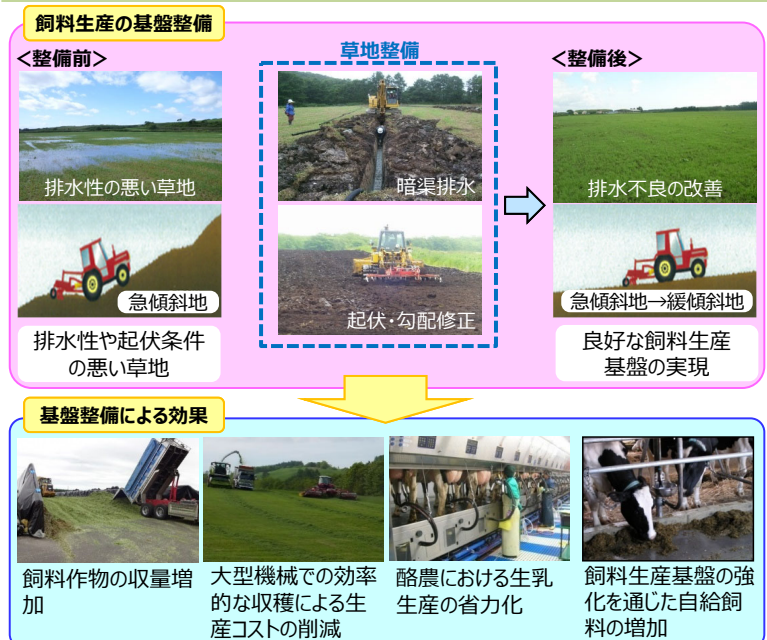 飼料生産の基盤整備
＜整備前＞
排水性の悪い草地
急傾斜地
排水性や起伏条件
の悪い草地
草地整備
暗渠排水
起伏・勾配修正
＜整備後＞
排水不良の改善
急傾斜地→緩傾斜地
良好な飼料生産
基盤の実現
基盤整備による効果
飼料作物の収量増
加
大型機械での効率
的な収穫による生
産コストの削減
酪農における生乳
生産の省力化
飼料生産基盤の強
化を通じた自給飼
料の増加